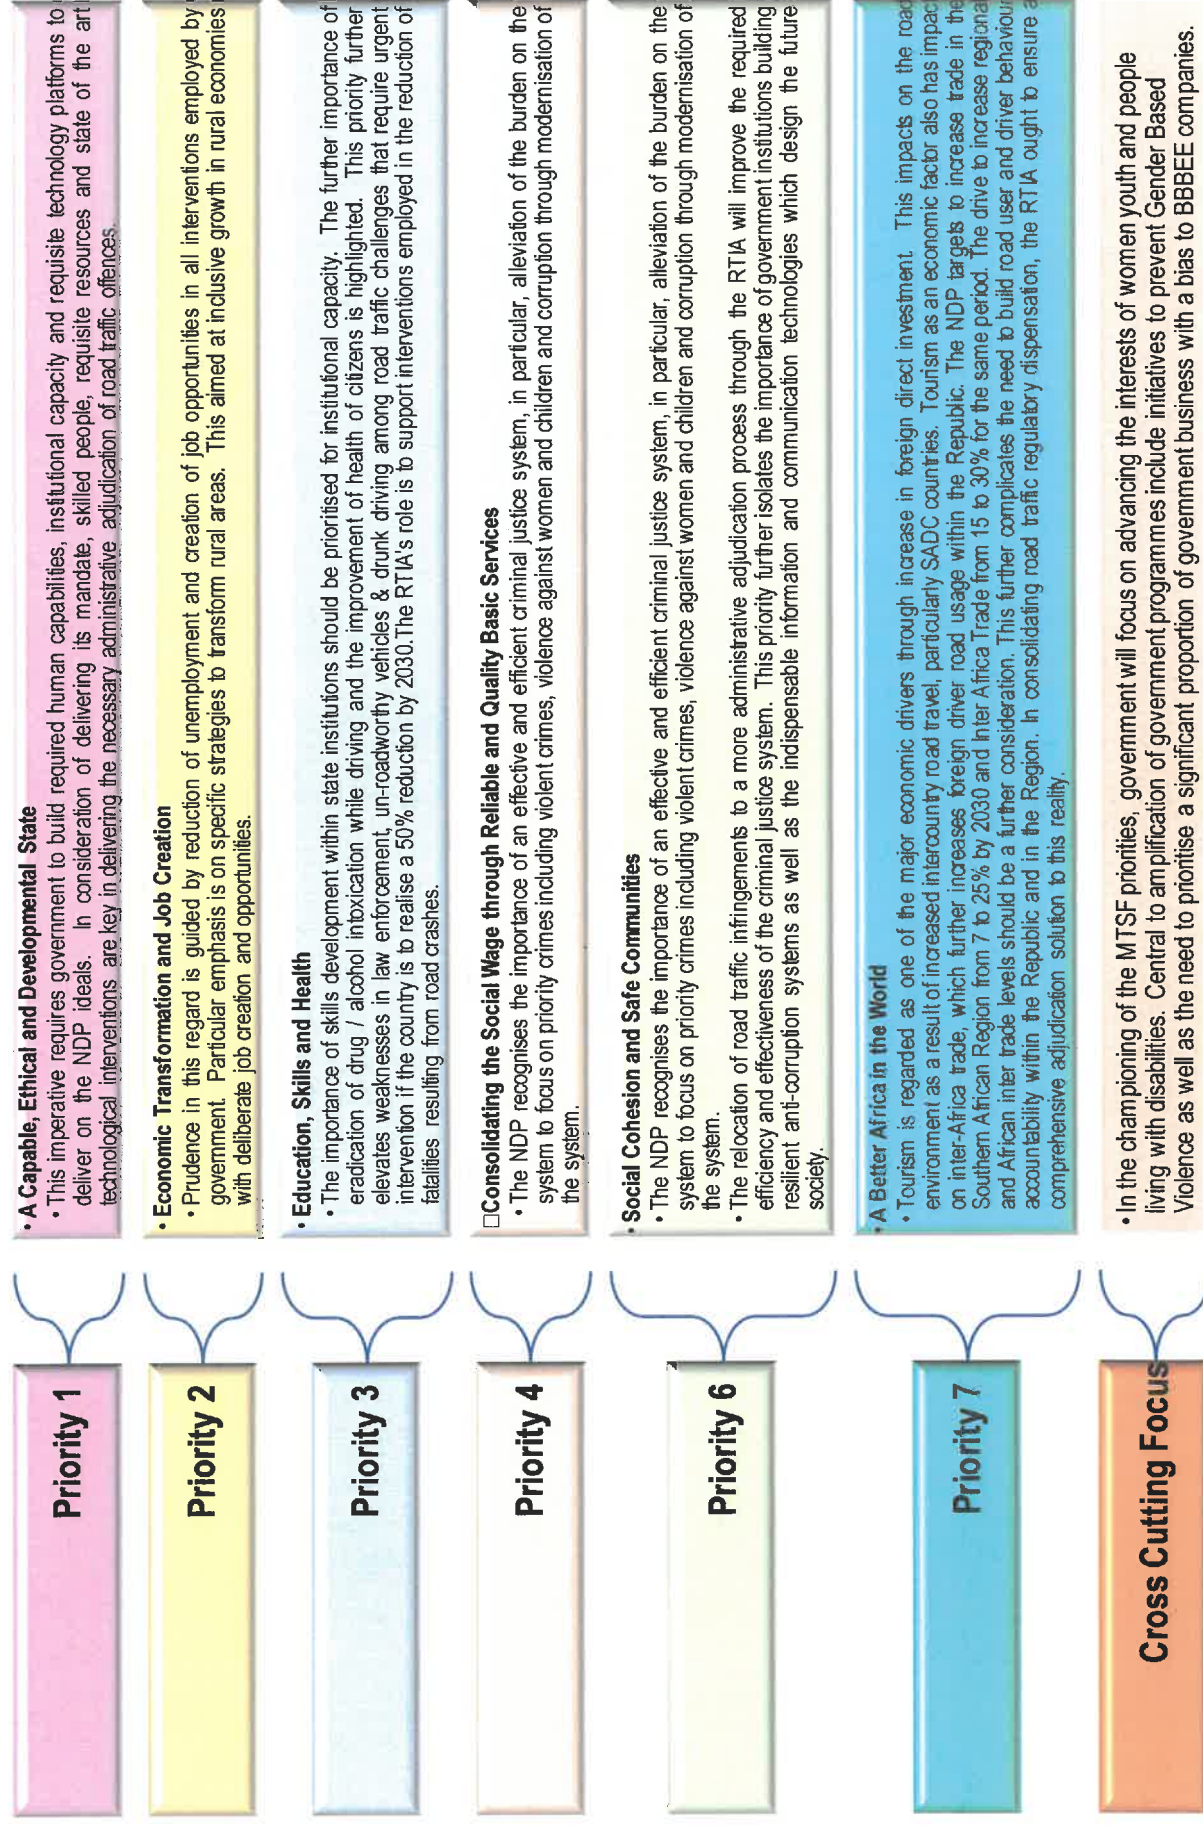 Priority 1
• A Capable, Ethical and Developmental State
• This imperative requires government to build required human capabilities, institutional capacity and requisite technology platforms to
deliver on the NDP ideals. In consideration of delivering its mandate, skilled people, requisite resources and state of the art
technological interventions are key in delivering the necessary administrative adjudication of road traffic offences.
Priority 2
• Economic Transformation and Job Creation
• Prudence in this regard is guided by reduction of unemployment and creation of job opportunities in all interventions employed by
government. Particular emphasis is on specific strategies to transform rural areas. This aimed at inclusive growth in rural economies
with deliberate job creation and opportunities.
Priority 3
• Education, Skills and Health
• The importance of skills development within state institutions should be prioritised for institutional capacity. The further importance of
eradication of drug / alcohol intoxication while driving and the improvement of health of citizens is highlighted. This priority further
elevates weaknesses in law enforcement, un-roadworthy vehicles & drunk driving among road traffic challenges that require urgent
intervention if the country is to realise a 50% reduction by 2030.The RTIA's role is to support interventions employed in the reduction of
fatalities resulting from road crashes.
Priority 4
□Consolidating the Social Wage through Reliable and Quality Basic Services
• The NDP recognises the importance of an effective and efficient criminal justice system, in particular, alleviation of the burden on the
system to focus on priority crimes including violent crimes, violence against women and children and corruption through modernisation of
the system.
Priority 6
• Social Cohesion and Safe Communities
• The NDP recognises the importance of an effective and efficient criminal justice system, in particular, alleviation of the burden on the
system to focus on priority crimes including violent crimes, violence against women and children and corruption through modernisation of
the system.
• The relocation of road traffic infringements to a more administrative adjudication process through the RTIA will improve the required
efficiency and effectiveness of the criminal justice system. This priority further isolates the importance of government institutions building
resilient anti-corruption systems as well as the indispensable information and communication technologies which design the future
society.
Priority 7
• A Better Africa in the World
• Tourism is regarded as one of the major economic drivers through increase in foreign direct investment. This impacts on the road
environment as a result of increased intercountry road travel, particularly SADC countries. Tourism as an economic factor also has impac
on inter-Africa trade, which further increases foreign driver road usage within the Republic. The NDP targets to increase trade in the
Southern African Region from 7 to 25% by 2030 and Inter Africa Trade from 15 to 30% for the same period. The drive to increase regional
and African inter trade levels should be a further consideration. This further complicates the need to build road user and driver behaviour
accountability within the Republic and in the Region. In consolidating road traffic regulatory dispensation, the RTIA ought to ensure a
comprehensive adjudication solution to this reality.
Cross Cutting Focus
• In the championing of the MTSF priorities, government will focus on advancing the interests of women youth and people
living with disabilities. Central to amplification of government programmes include initiatives to prevent Gender Based
Violence as well as the need to prioritise a significant proportion of government business with a bias to BBBEE companies.